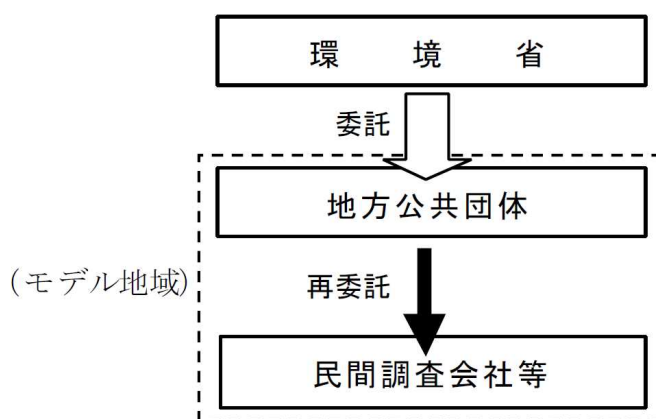 環境省
委託
地方公共団体
(モデル地域)
再委託
民間調査会社等